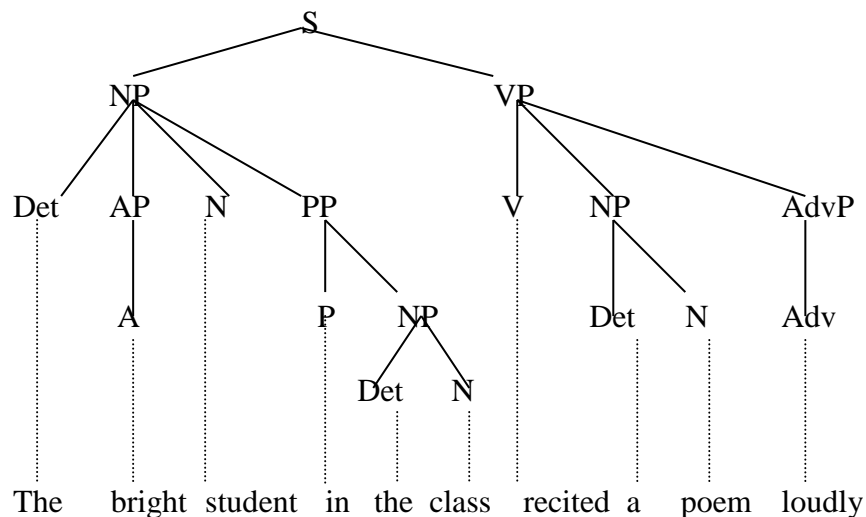 S
NP VP
Det AP N PP V NP AdvP
A P NP Det N Adv
Det N
The bright student in the class recited a poem loudly